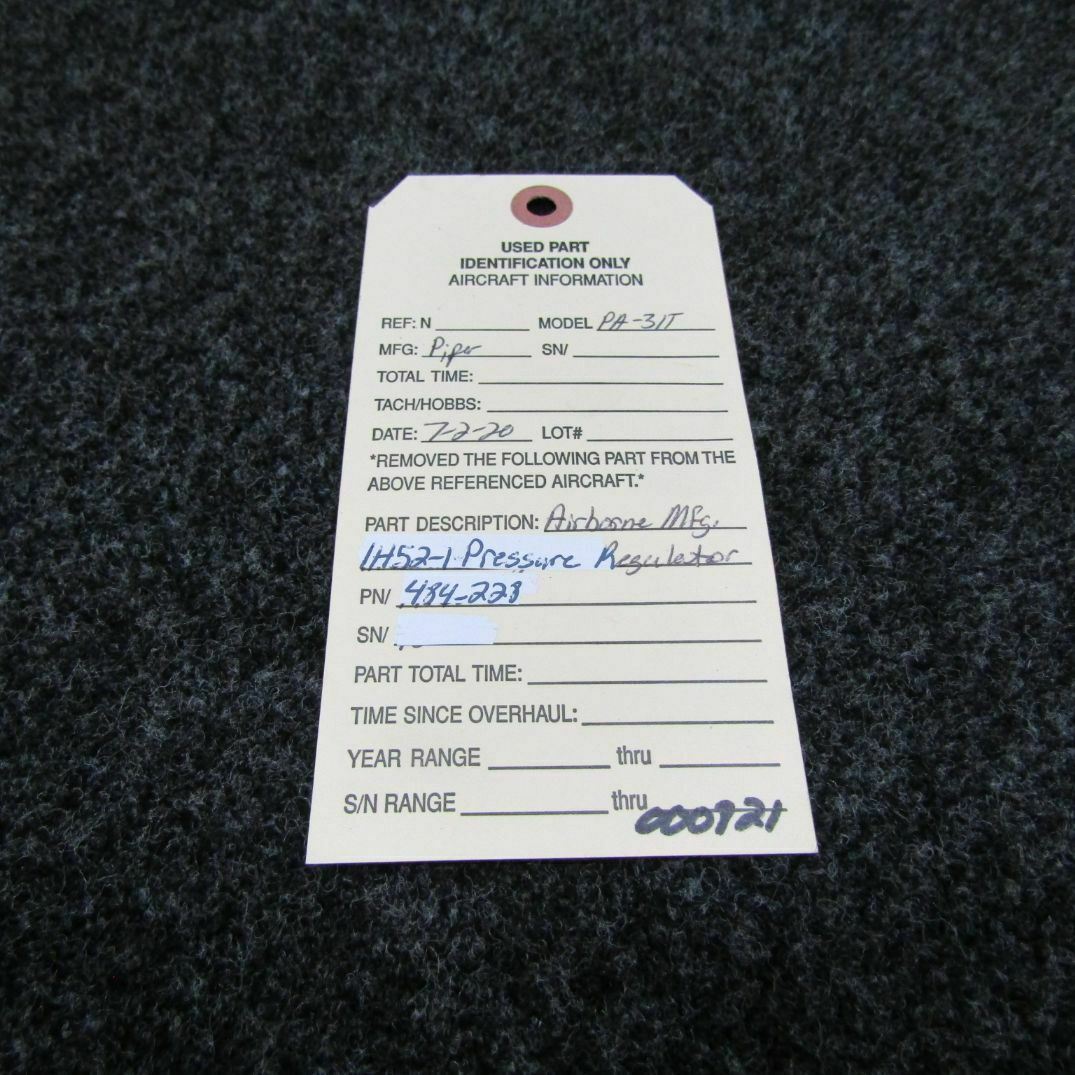 USED PART
IDENTIFICATION ONLY
AIRCRAFT INFORMATION
REF: N MODEL PA-31T
MFG: Piper SN/
TOTAL TIME:
TACH/HOBBS:
DATE: 7-2-20 LOT#
*REMOVED THE FOLLOWING PART FROM THE
ABOVE REFERENCED AIRCRAFT.*
PART DESCRIPTION: Airborne Mfg.
1H52-1 Pressure Regulator
PN/ 484-223
SN/
PART TOTAL TIME:
TIME SINCE OVERHAUL:
YEAR RANGE thru
S/N RANGE thru
000921